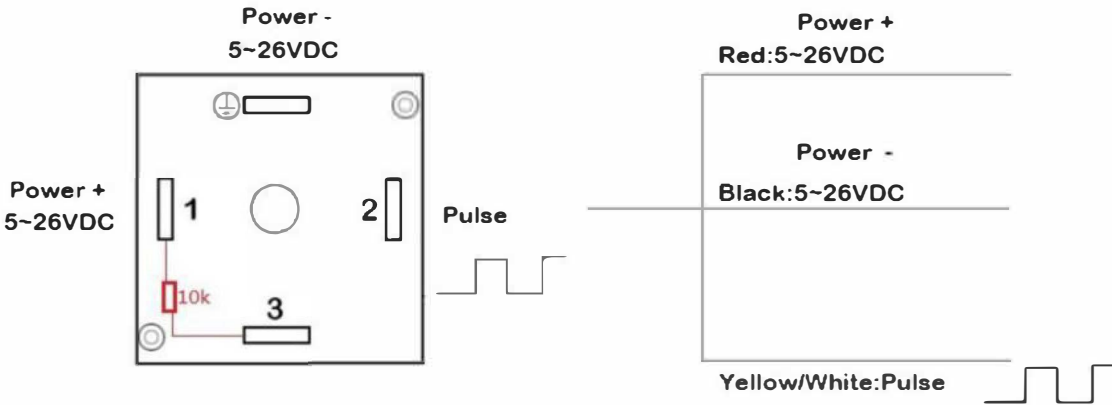 Power -
5~26VDC
Power +
5~26VDC
1
2
Pulse
10k
3
Power +
Red:5~26VDC
Power -
Black:5~26VDC
Yellow/White:Pulse